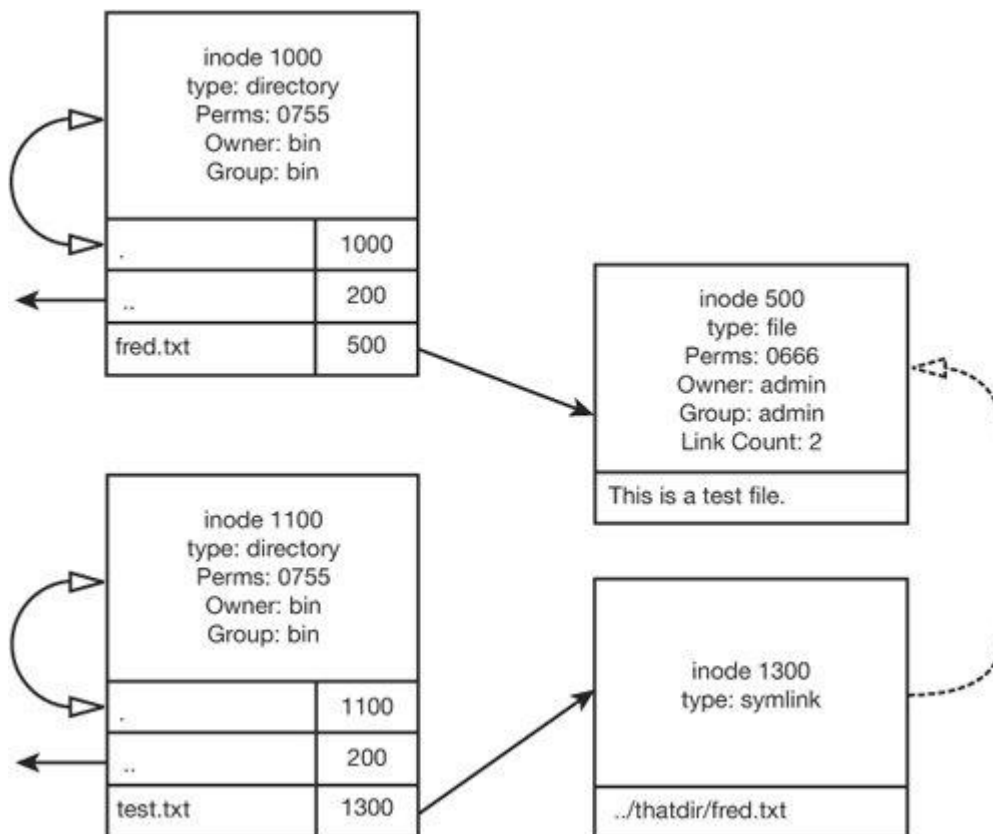 inode 1000
type: directory
Perms: 0755
Owner: bin
Group: bin
. 1000
.. 200
fred.txt 500
inode 500
type: file
Perms: 0666
Owner: admin
Group: admin
Link Count: 2
This is a test file.
inode 1100
type: directory
Perms: 0755
Owner: bin
Group: bin
. 1100
.. 200
test.txt 1300
inode 1300
type: symlink
../thatdir/fred.txt